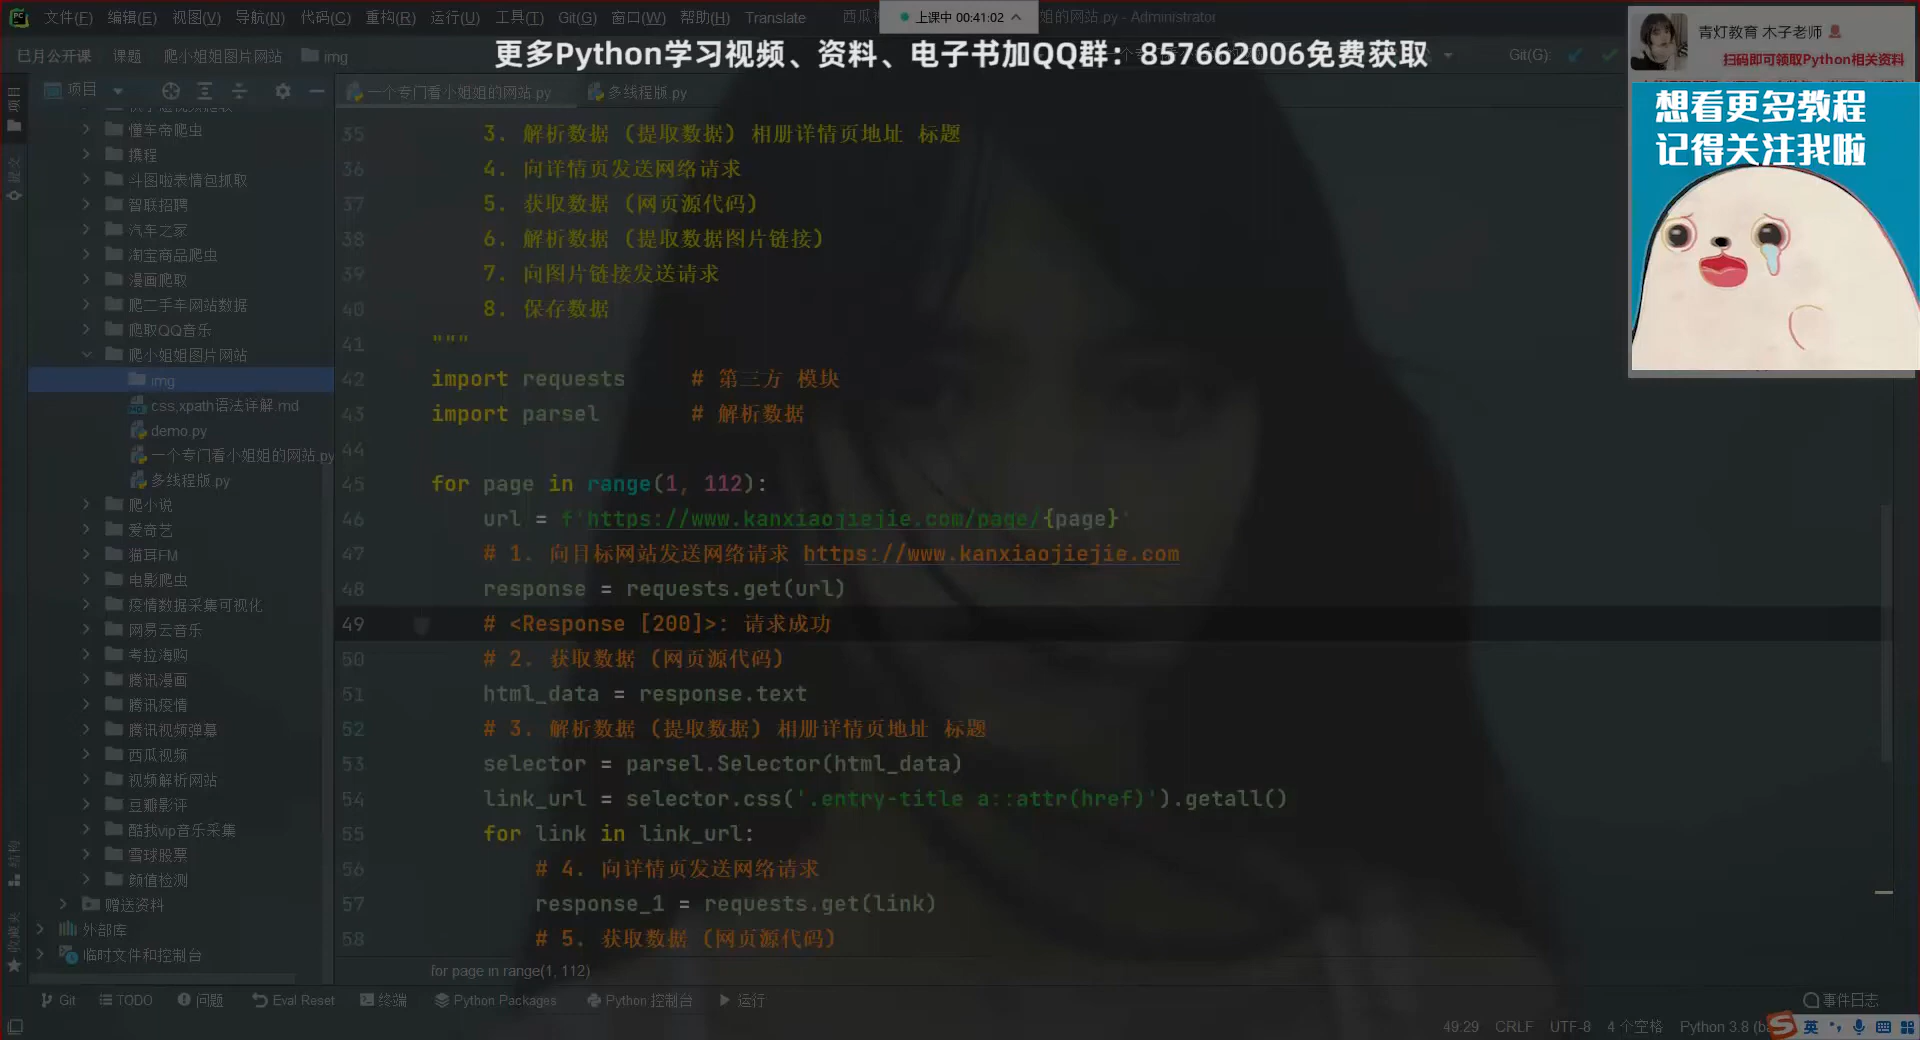 文件(F) 编辑(E) 视图(V) 导航(N) 代码(C) 重构(R) 运行(U) 工具(T) Git(G) 窗口(W) 帮助(H) Translate
上课中 00:41:02
姐的网站.py - Administrator
更多Python学习视频、资料、电子书加QQ群：857662006免费获取
巳月公开课 课题 爬小姐姐图片网站 img
Git(G):
青灯教育 木子老师
扫码即可领取Python相关资料
想看更多教程
记得关注我啦
项目
一个专门看小姐姐的网站.py
多线程版.py
懂车帝爬虫
携程
斗图啦表情包抓取
智联招聘
汽车之家
淘宝商品爬虫
漫画爬取
爬二手车网站数据
爬取QQ音乐
爬小姐姐图片网站
img
css,xpath语法详解.md
demo.py
一个专门看小姐姐的网站.py
多线程版.py
爬小说
爱奇艺
猫耳FM
电影爬虫
疫情数据采集可视化
网易云音乐
考拉海购
腾讯漫画
腾讯疫情
腾讯视频弹幕
西瓜视频
视频解析网站
豆瓣影评
酷我vip音乐采集
雪球股票
颜值检测
赠送资料
外部库
临时文件和控制台
35 3. 解析数据 (提取数据) 相册详情页地址 标题
36 4. 向详情页发送网络请求
37 5. 获取数据 (网页源代码)
38 6. 解析数据 (提取数据图片链接)
39 7. 向图片链接发送请求
40 8. 保存数据
41 """
42 import requests # 第三方 模块
43 import parsel # 解析数据
44
45 for page in range(1, 112):
46 url = f'https://www.kanxiaojiejie.com/page/{page}'
47 # 1. 向目标网站发送网络请求 https://www.kanxiaojiejie.com
48 response = requests.get(url)
49 # <Response [200]>: 请求成功
50 # 2. 获取数据 (网页源代码)
51 html_data = response.text
52 # 3. 解析数据 (提取数据) 相册详情页地址 标题
53 selector = parsel.Selector(html_data)
54 link_url = selector.css('.entry-title a::attr(href)').getall()
55 for link in link_url:
56 # 4. 向详情页发送网络请求
57 response_1 = requests.get(link)
58 # 5. 获取数据 (网页源代码)
for page in range(1, 112)
Git TODO 问题 Eval Reset 终端 Python Packages Python 控制台 运行
事件日志
49:29 CRLF UTF-8 4 个空格 Python 3.8 (ba
英